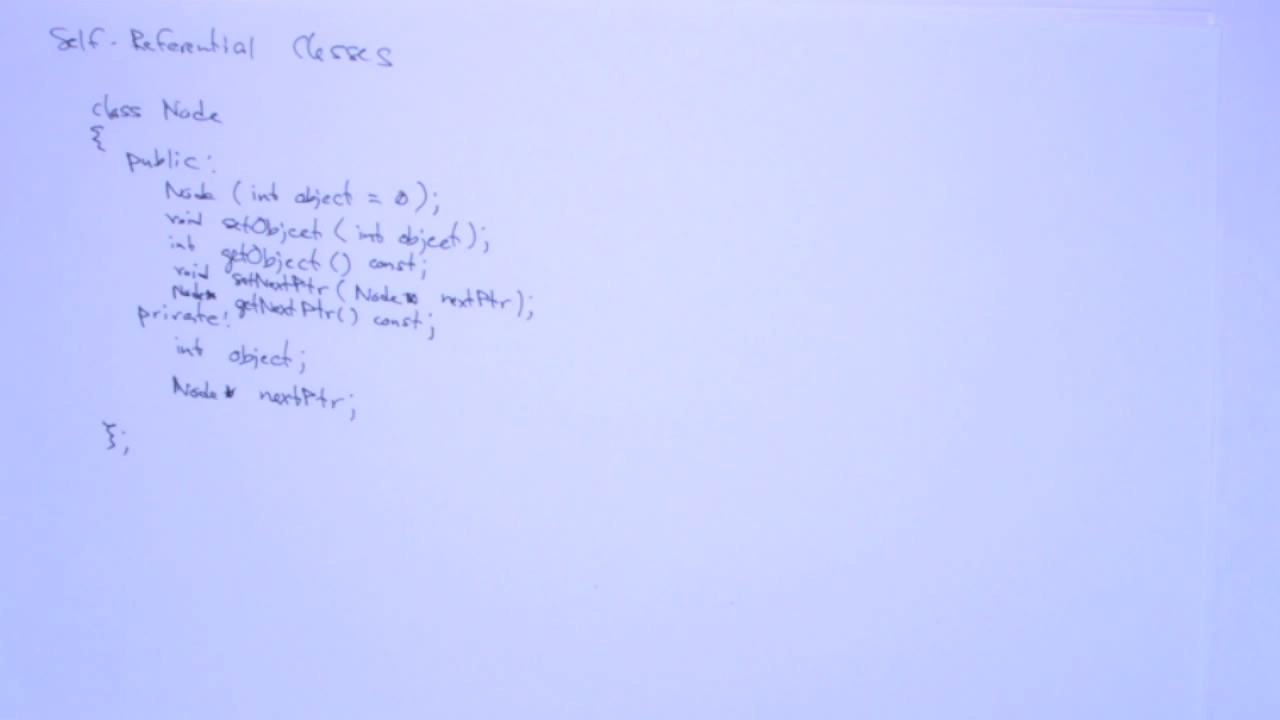 Self-Referential Classes
class Node
{
public:
Node (int object = 0);
void setObject (int object);
int getObject () const;
void setNextPtr (Node* nextPtr);
Node* getNextPtr() const;
private:
int object;
Node* nextPtr;
};